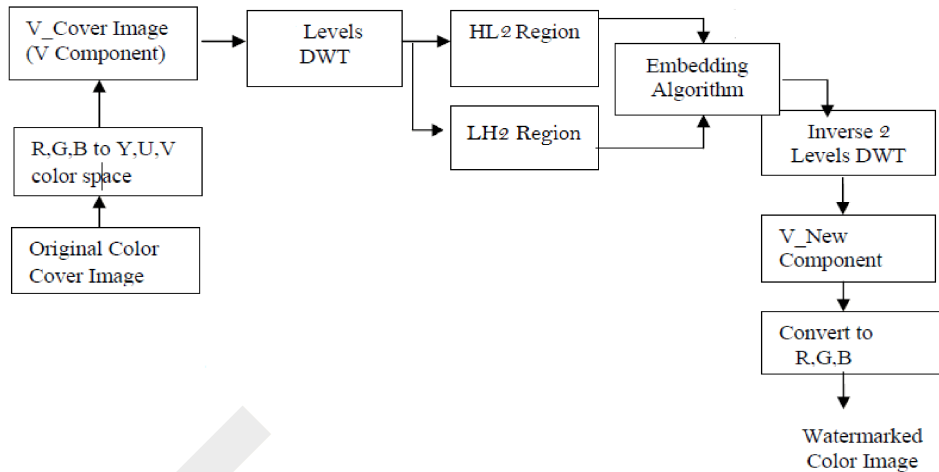 V_Cover Image
(V Component)
Levels
DWT
HL2 Region
Embedding
Algorithm
LH2 Region
Inverse 2
Levels DWT
R,G,B to Y,U,V
color space
Original Color
Cover Image
V_New
Component
Convert to
R,G,B
Watermarked
Color Image